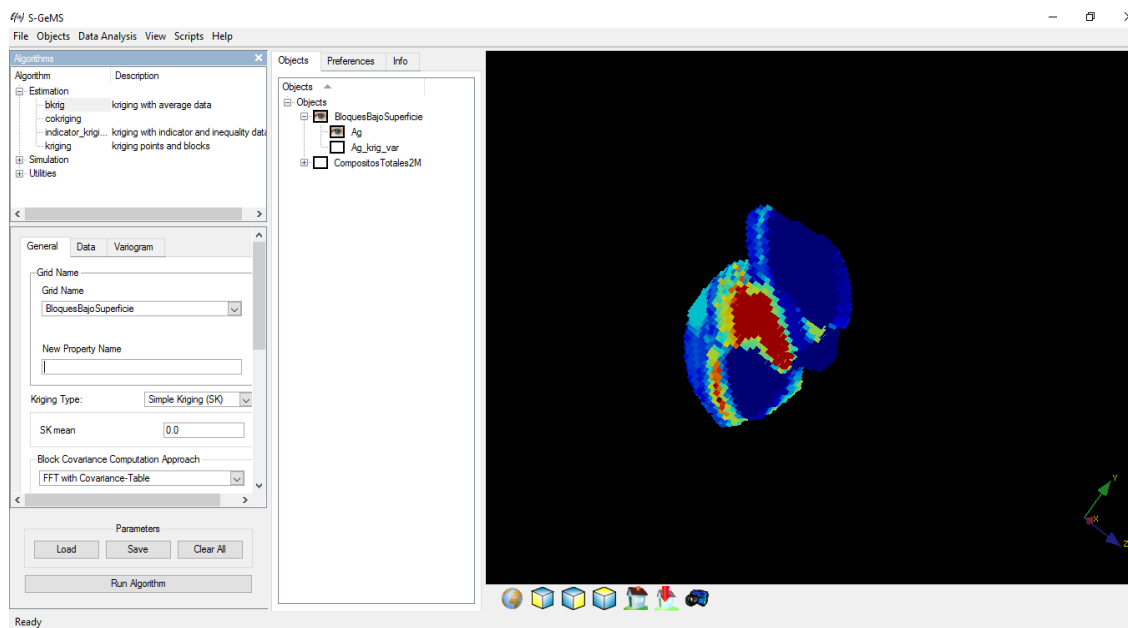 E{n} S-GeMS
File Objects Data Analysis View Scripts Help
Algorithms
Algorithm Description
Estimation
bkrig kriging with average data
cokriging
indicator_krigi... kriging with indicator and inequality data
kriging kriging points and blocks
Simulation
Utilities
General Data Variogram
Grid Name
Grid Name
BloquesBajoSuperficie
New Property Name
Kriging Type: Simple Kriging (SK)
SK mean 0.0
Block Covariance Computation Approach
FFT with Covariance-Table
Parameters
Load Save Clear All
Run Algorithm
Ready
Objects Preferences Info
Objects
Objects
BloquesBajoSuperficie
Ag
Ag_krig_var
CompositosTotales2M
Y
X
Z